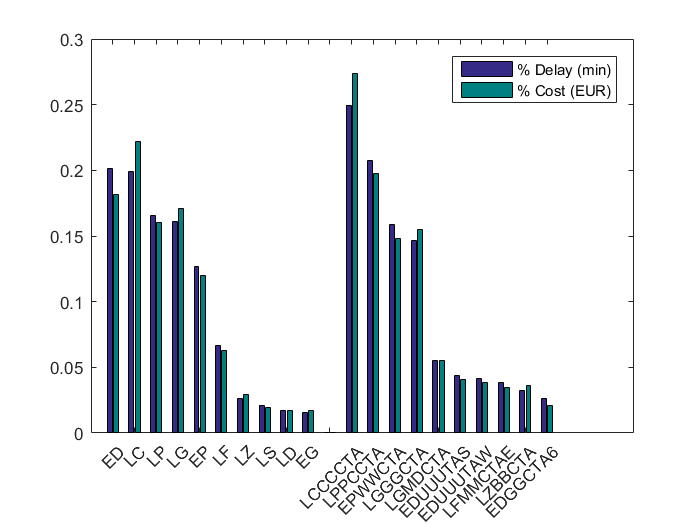 0.3
0.25
0.2
0.15
0.1
0.05
0
% Delay (min)
% Cost (EUR)
ED
LC
LP
LG
EP
LF
LZ
LS
LD
EG
LCCCCTA
LPPCCTA
EPWWCTA
LGGGCTA
LGMDCTA
EDUUUTAS
EDUUUTAW
LFMMCTAE
LZBBCTA
EDGGCTA6